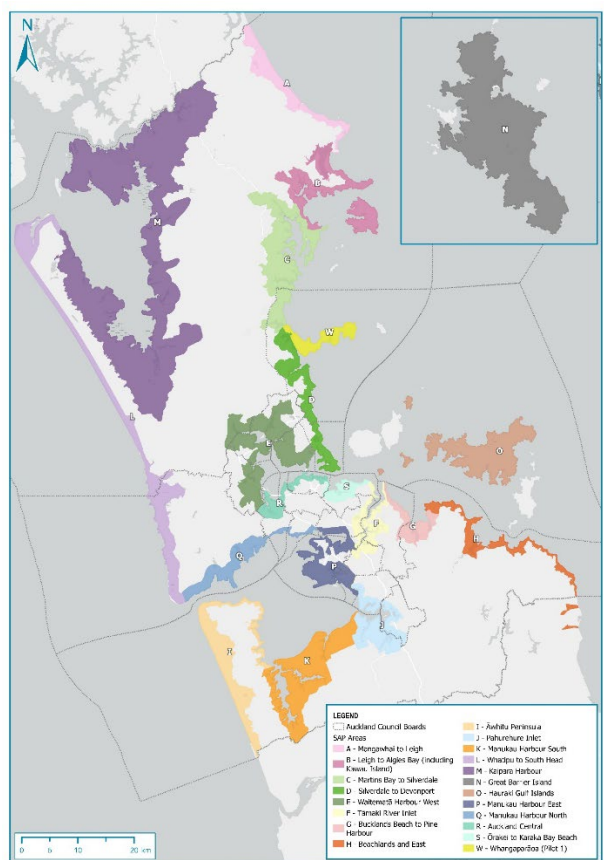 N
A
B
C
W
D
E
M
L
N
O
R
S
F
G
H
Q
P
J
K
I
LEGEND
Auckland Council Boards
SAP Areas
A - Mangawhai to Leigh
B - Leigh to Algies Bay (including
Kawau Island)
C - Martins Bay to Silverdale
D - Silverdale to Devonport
E - Waitematā Harbour West
F - Tāmaki River Inlet
G - Bucklands Beach to Pine
Harbour
H - Beachlands and East
I - Āwhitu Peninsula
J - Pahurehure Inlet
K - Manukau Harbour South
L - Whatipu to South Head
M - Kaipara Harbour
N - Great Barrier Island
O - Hauraki Gulf Islands
P - Manukau Harbour East
Q - Manukau Harbour North
R - Auckland Central
S - Ōrakei to Karaka Bay Beach
W - Whangaparāoa (Pilot 1)
0 10 20 km